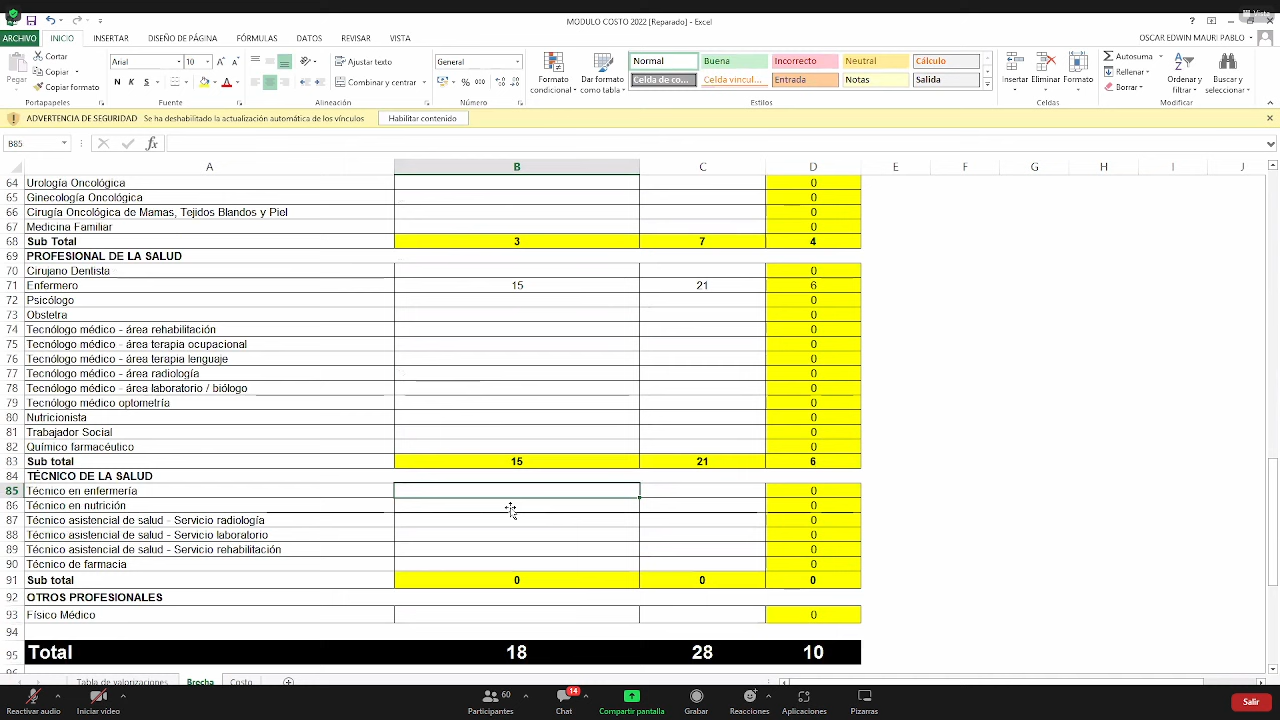 Vista
MODULO COSTO 2022 [Reparado] - Excel
ARCHIVO INICIO INSERTAR DISEÑO DE PÁGINA FÓRMULAS DATOS REVISAR VISTA OSCAR EDWIN MAURI PABLO
Pegar
Cortar
Copiar
Copiar formato
Portapapeles
Arial 10
N K S
Fuente
Ajustar texto
Combinar y centrar
Alineación
General
% 000
Número
Formato condicional
Dar formato como tabla
Normal Buena Incorrecto Neutral Cálculo
Celda de co... Celda vincul... Entrada Notas Salida
Estilos
Insertar Eliminar Formato
Celdas
Autosuma
Rellenar
Borrar
Ordenar y filtrar
Buscar y seleccionar
Modificar
ADVERTENCIA DE SEGURIDAD Se ha deshabilitado la actualización automática de los vínculos Habilitar contenido
B85 fx
A B C D E F G H I J
64 Urología Oncológica 0
65 Ginecología Oncológica 0
66 Cirugía Oncológica de Mamas, Tejidos Blandos y Piel 0
67 Medicina Familiar 0
68 Sub Total 3 7 4
69 PROFESIONAL DE LA SALUD
70 Cirujano Dentista 0
71 Enfermero 15 21 6
72 Psicólogo 0
73 Obstetra 0
74 Tecnólogo médico - área rehabilitación 0
75 Tecnólogo médico - área terapia ocupacional 0
76 Tecnólogo médico - área terapia lenguaje 0
77 Tecnólogo médico - área radiología 0
78 Tecnólogo médico - área laboratorio / biólogo 0
79 Tecnólogo médico optometría 0
80 Nutricionista 0
81 Trabajador Social 0
82 Químico farmacéutico 0
83 Sub total 15 21 6
84 TÉCNICO DE LA SALUD
85 Técnico en enfermería 0
86 Técnico en nutrición 0
87 Técnico asistencial de salud - Servicio radiología 0
88 Técnico asistencial de salud - Servicio laboratorio 0
89 Técnico asistencial de salud - Servicio rehabilitación 0
90 Técnico de farmacia 0
91 Sub total 0 0 0
92 OTROS PROFESIONALES
93 Físico Médico 0
94
95 Total 18 28 10
96
Tabla de valorizaciones Brecha Costo
Reactivar audio Iniciar video Participantes 60 Chat 14 Compartir pantalla Grabar Reacciones Aplicaciones Pizarras Salir